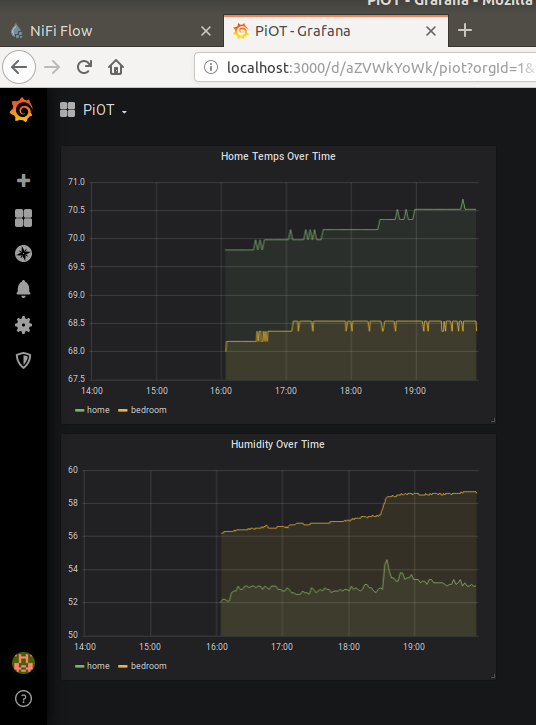 PiOT - Grafana - Mozilla
NiFi Flow
PiOT - Grafana
localhost:3000/d/aZVWkYoWk/piot?orgId=1&
PiOT
Home Temps Over Time
71.0
70.5
70.0
69.5
69.0
68.5
68.0
67.5
14:00 15:00 16:00 17:00 18:00 19:00
home bedroom
Humidity Over Time
60
58
56
54
52
50
14:00 15:00 16:00 17:00 18:00 19:00
home bedroom
?